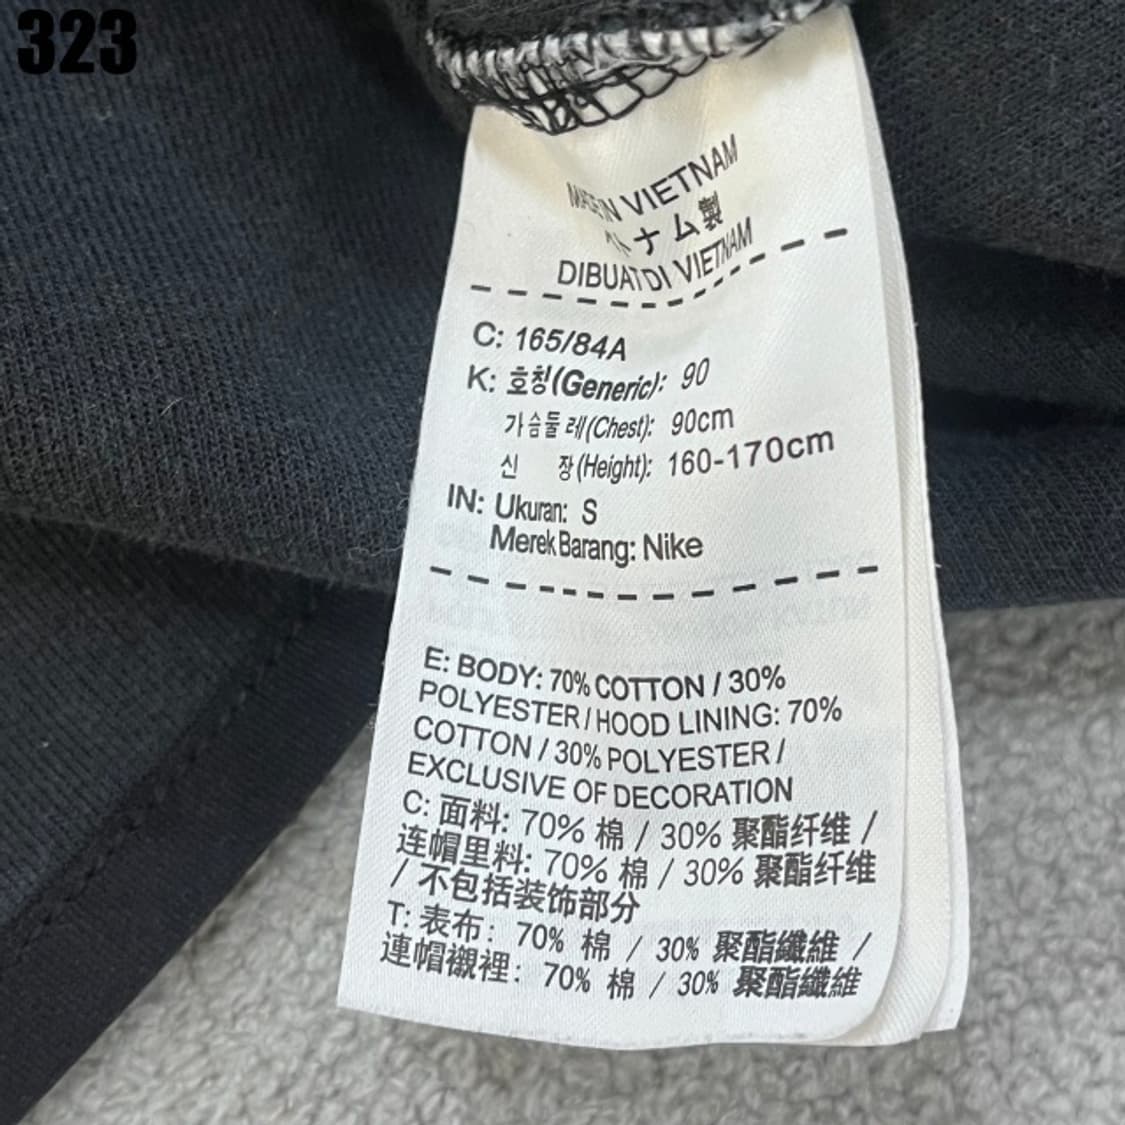 323
MADE IN VIETNAM
ベトナム製
DIBUAT DI VIETNAM
C: 165/84A
K: 호칭(Generic): 90
가슴둘레(Chest): 90cm
신 장(Height): 160-170cm
IN: Ukuran: S
Merek Barang: Nike
E: BODY: 70% COTTON / 30%
POLYESTER / HOOD LINING: 70%
COTTON / 30% POLYESTER /
EXCLUSIVE OF DECORATION
C: 面料: 70% 棉 / 30% 聚酯纤维 /
连帽里料: 70% 棉 / 30% 聚酯纤维
/ 不包括装饰部分
T: 表布: 70% 棉 / 30% 聚酯纖維 /
連帽襯裡: 70% 棉 / 30% 聚酯纖維